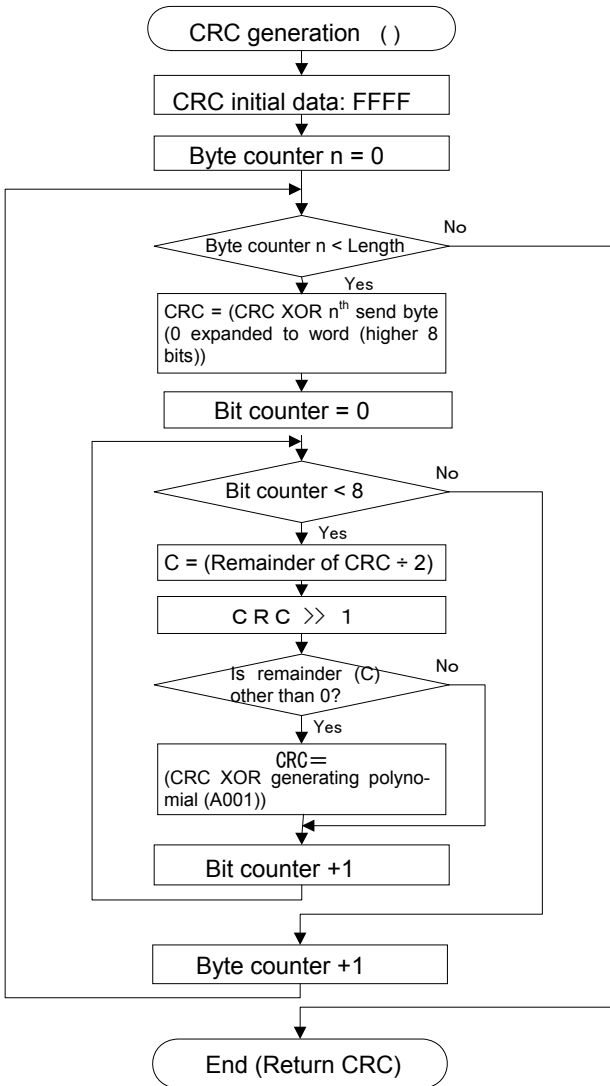 CRC generation ( )
CRC initial data: FFFF
Byte counter n = 0
Byte counter n < Length
No
Yes
CRC = (CRC XOR nth send byte
(0 expanded to word (higher 8
bits))
Bit counter = 0
Bit counter < 8
No
Yes
C = (Remainder of CRC ÷ 2)
CRC >> 1
Is remainder (C)
other than 0?
No
Yes
CRC=
(CRC XOR generating polyno-
mial (A001))
Bit counter +1
Byte counter +1
End (Return CRC)